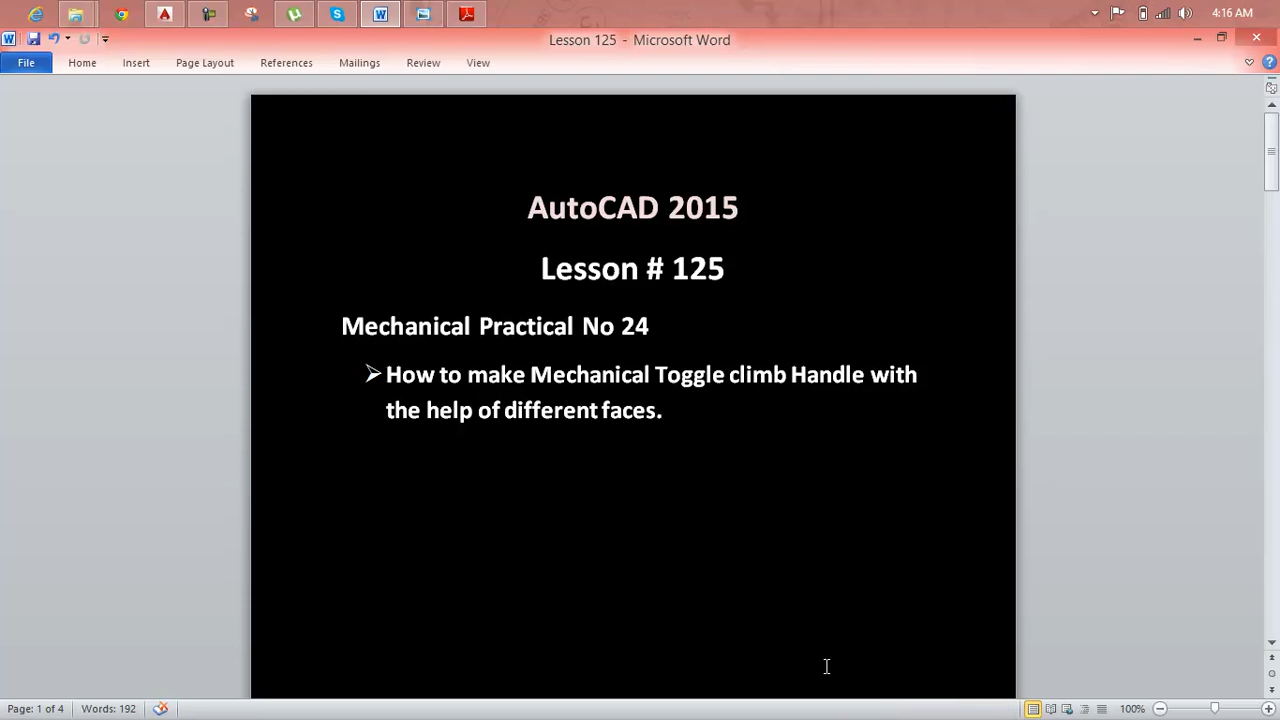 4:16 AM
Lesson 125 - Microsoft Word
File Home Insert Page Layout References Mailings Review View
AutoCAD 2015
Lesson # 125
Mechanical Practical No 24
How to make Mechanical Toggle climb Handle with
the help of different faces.
Page: 1 of 4 Words: 192 100%